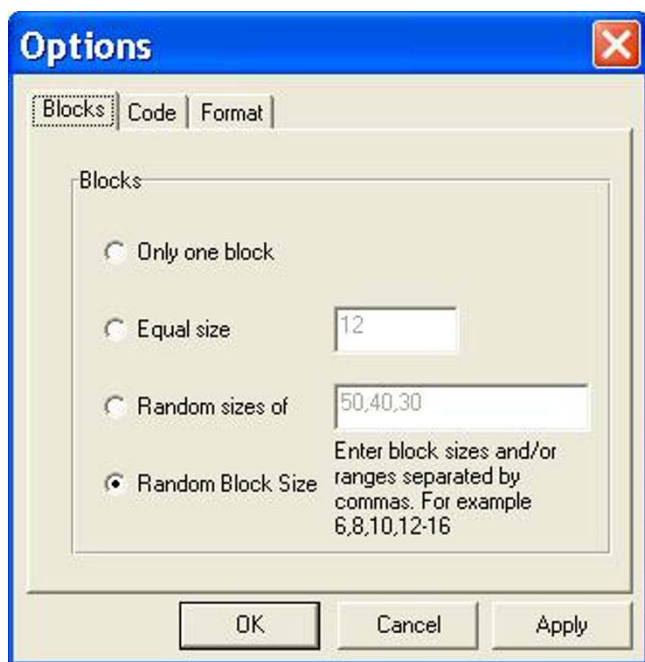 Options
Blocks Code Format
Blocks
Only one block
Equal size 12
Random sizes of 50,40,30
Random Block Size
Enter block sizes and/or
ranges separated by
commas. For example
6,8,10,12-16
OK Cancel Apply